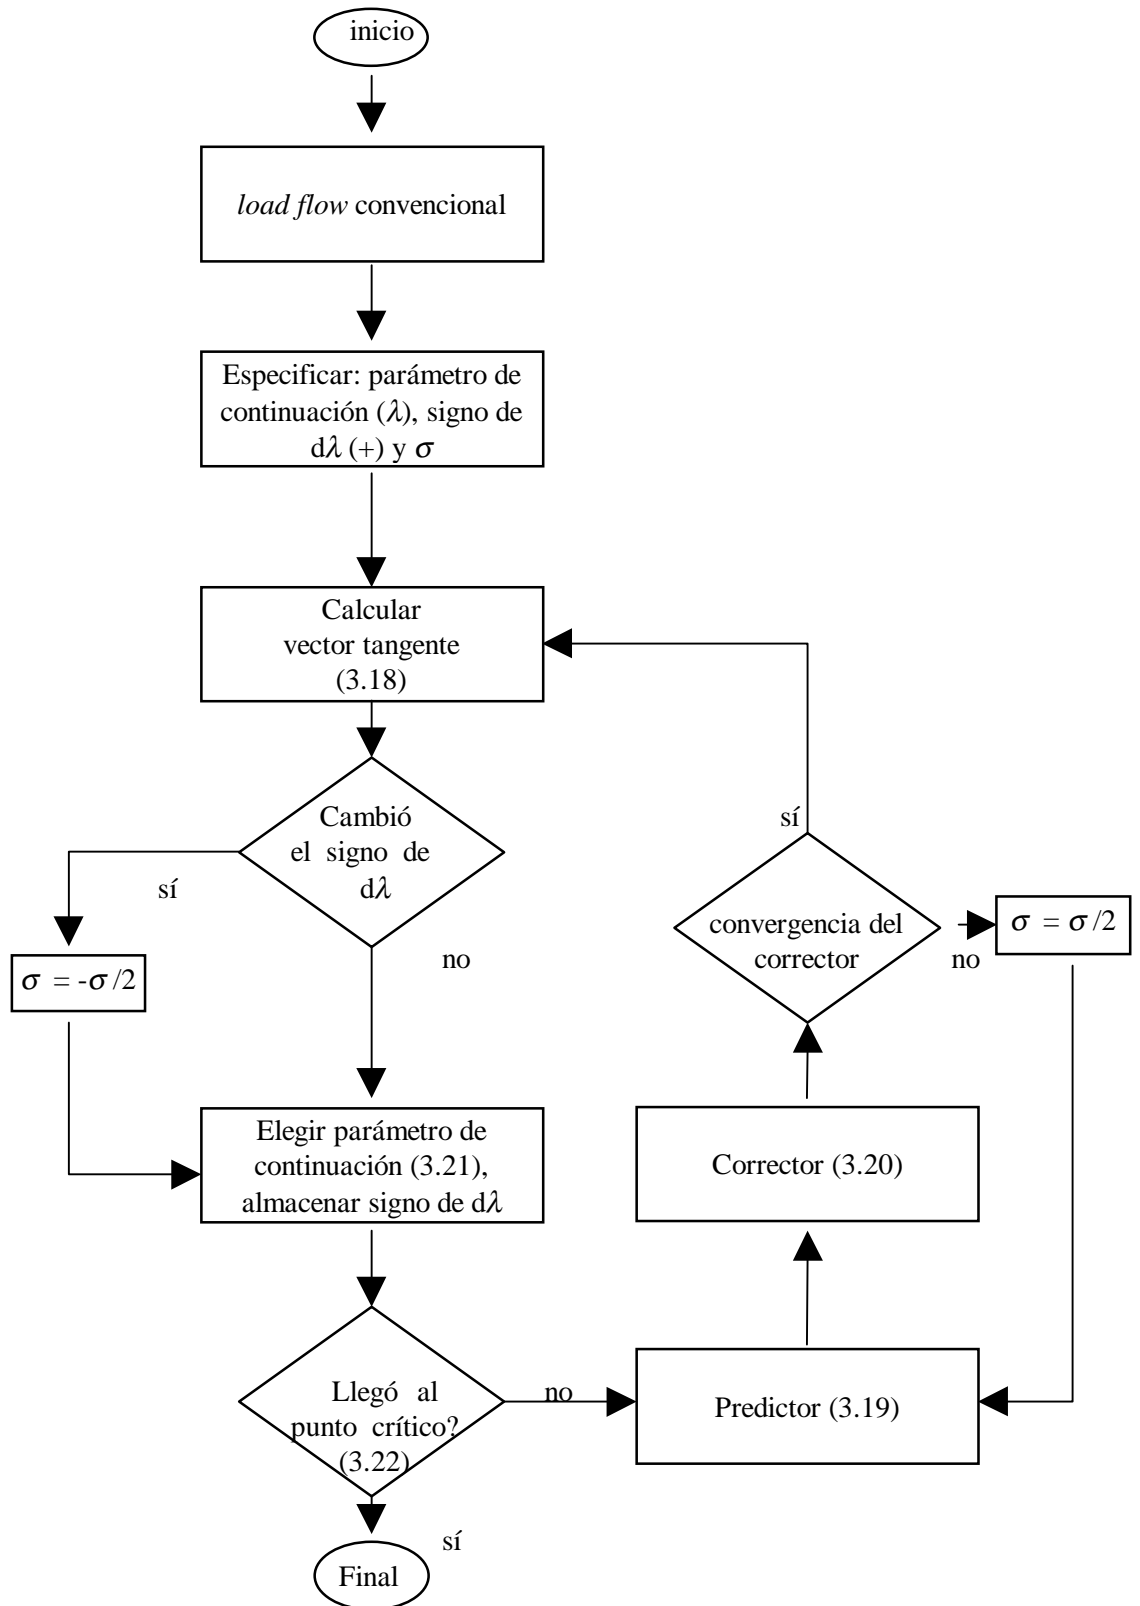 inicio
load flow convencional
Especificar: parámetro de
continuación (λ), signo de
dλ (+) y σ
Calcular
vector tangente
(3.18)
Cambió
el signo de
dλ
sí
no
σ = -σ/2
Elegir parámetro de
continuación (3.21),
almacenar signo de dλ
Llegó al
punto crítico?
(3.22)
no
sí
Final
Predictor (3.19)
Corrector (3.20)
convergencia del
corrector
sí
no
σ = σ/2